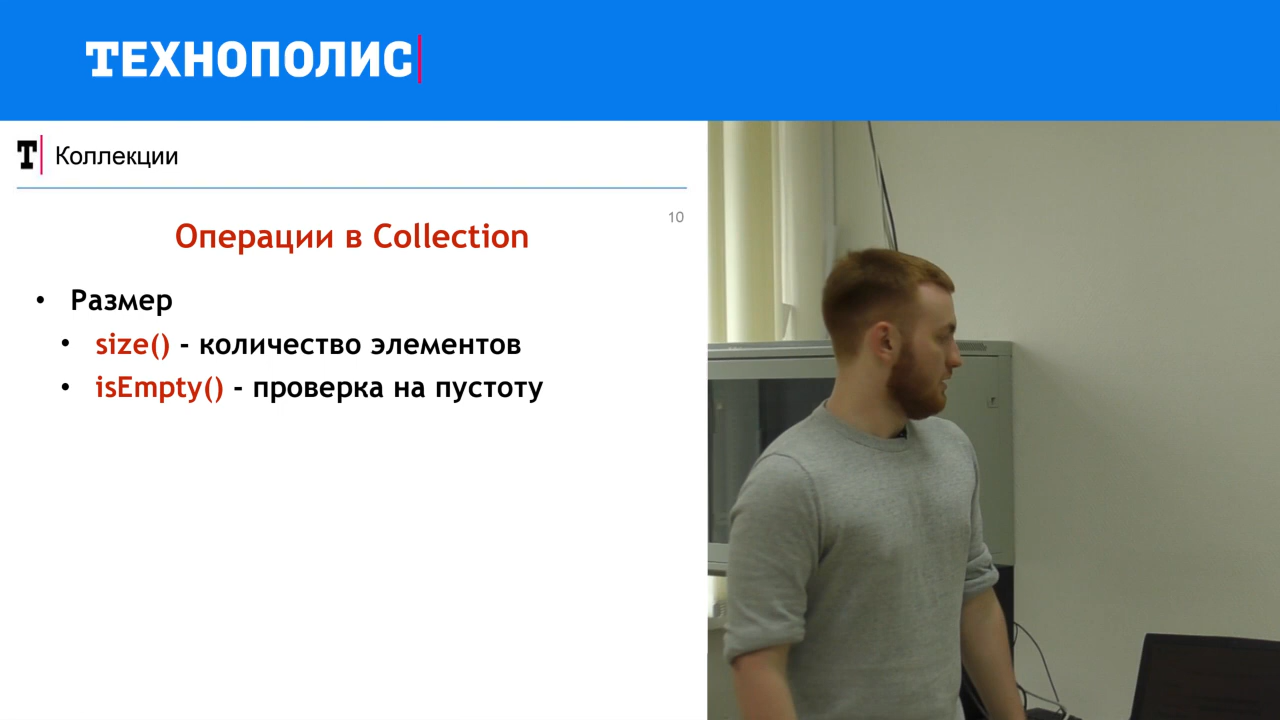 ТЕХНОПОЛИС
Т Коллекции
10
Операции в Collection
• Размер
• size() - количество элементов
• isEmpty() - проверка на пустоту